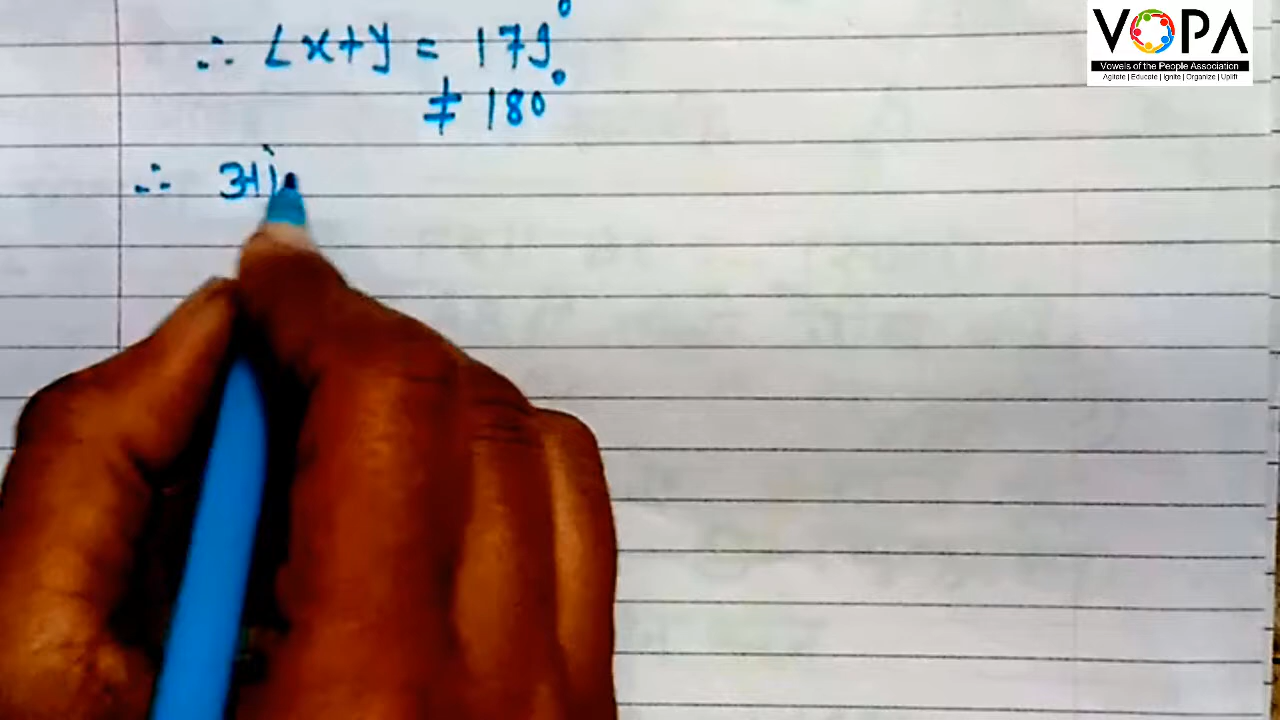 ∴ ∠x+y = 179°
≠ 180°
∴
VOPA
Vowels of the People Association
Agitate | Educate | Ignite | Organize | Uplift